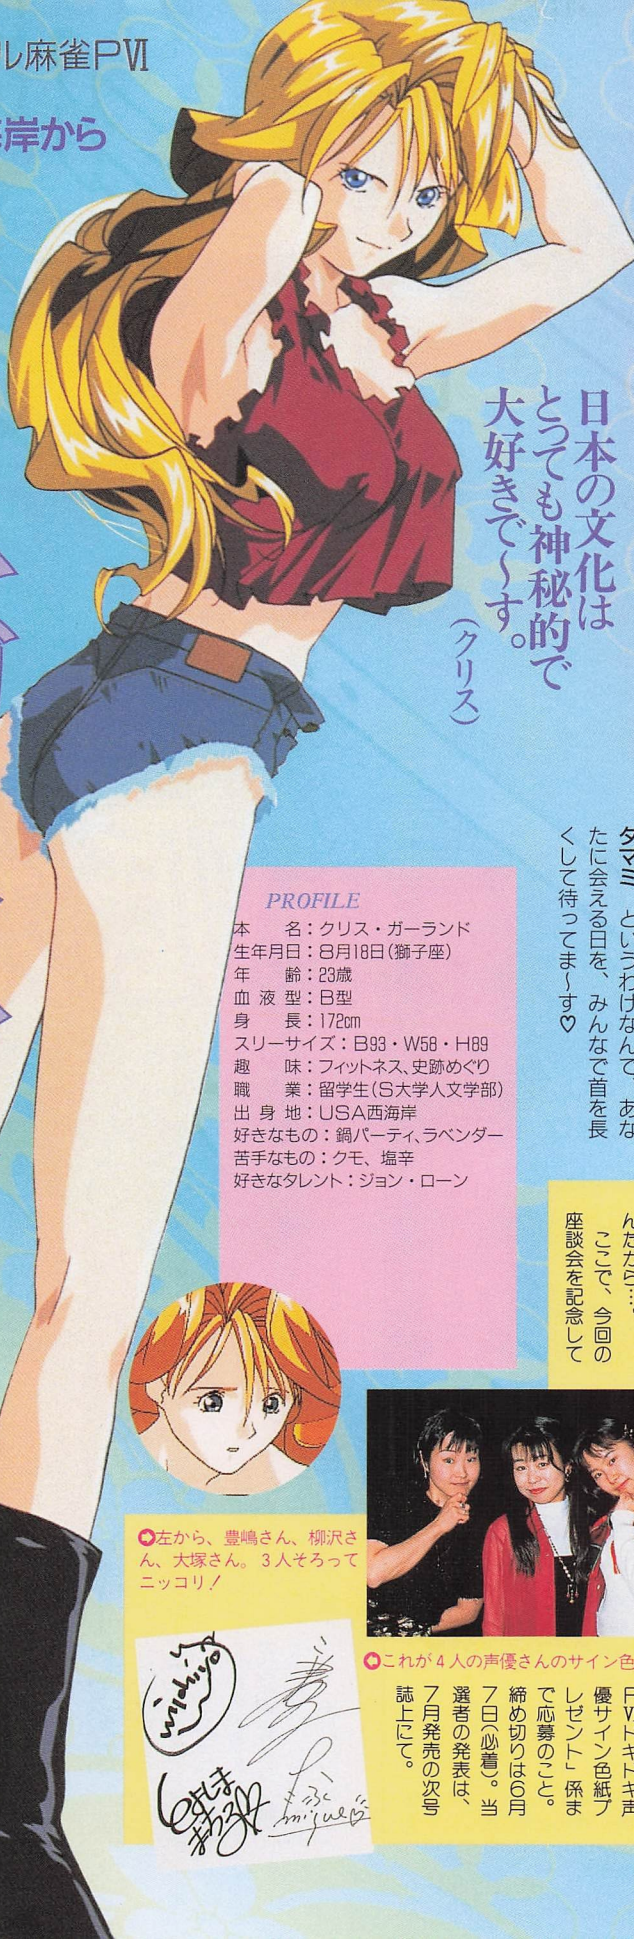 ル麻雀PⅥ
岸から
日本の文化は
とっても神秘的で
大好きで〜す。
(クリス)
タマミ というわけなんで、あな
たに会える日を、みんなで首を長
くして待ってま〜す♡
PROFILE
本名：クリス・ガーランド
生年月日：8月18日(獅子座)
年齢：23歳
血液型：B型
身長：172cm
スリーサイズ：B93・W58・H89
趣味：フィットネス、史跡めぐり
職業：留学生(S大学人文学部)
出身地：USA西海岸
好きなもの：鍋パーティ、ラベンダー
苦手なもの：クモ、塩辛
好きなタレント：ジョン・ローン
んだから…
ここで、今回の
座談会を記念して
左から、豊嶋さん、柳沢さ
ん、大塚さん。3人そろって
ニッコリ！
これが4人の声優さんのサイン色
PⅥドキドキ声
優サイン色紙プ
レゼント」係ま
で応募のこと。
締め切りは6月
7日(必着)。当
選者の発表は、
7月発売の次号
誌上にて。